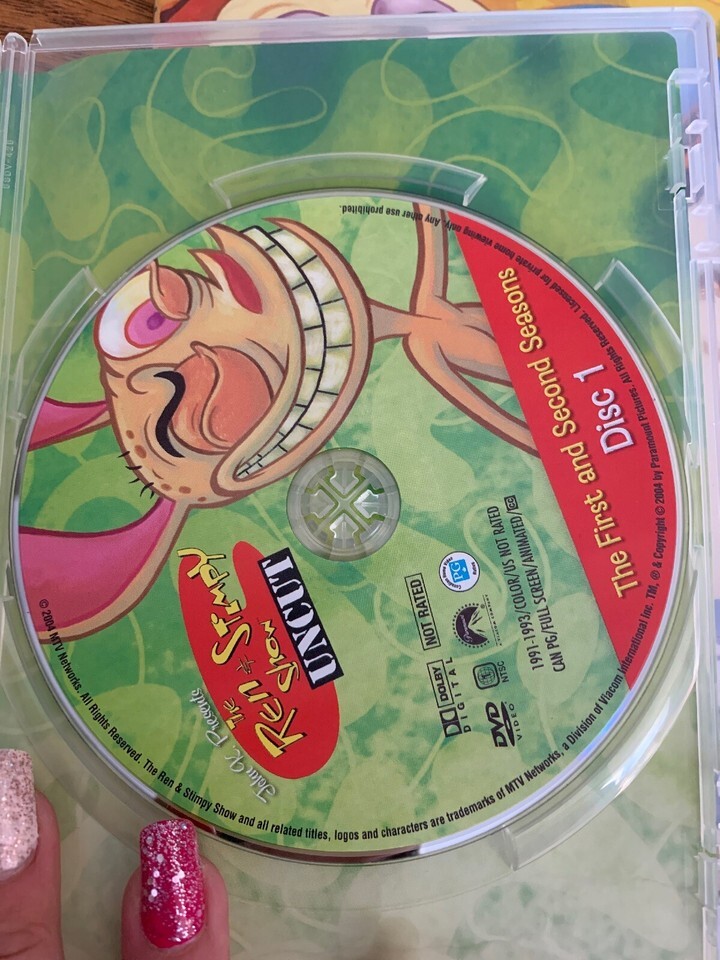 John K. Presents
The
Ren & Stimpy
Show
UNCUT
The First and Second Seasons
Disc 1
NOT RATED
PG
DOLBY
DIGITAL
DVD
VIDEO
NTSC
1991-1993/COLOR/US NOT RATED
CAN PG/FULL SCREEN/ANIMATED/CC
© 2004 MTV Networks. All Rights Reserved. The Ren & Stimpy Show and all related titles, logos and characters are trademarks of MTV Networks, a Division of Viacom International Inc. TM, ® & Copyright © 2004 by Paramount Pictures. All Rights Reserved. Licensed for private home viewing only. Any other use prohibited.